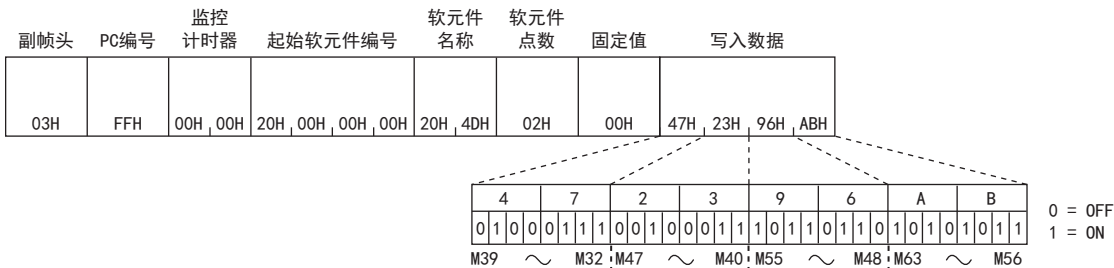 副帧头 PC编号 监控计时器 起始软元件编号 软元件名称 软元件点数 固定值 写入数据
03H FFH 00H 00H 20H 00H 00H 00H 20H 4DH 02H 00H 47H 23H 96H ABH
4 7 2 3 9 6 A B
0 1 0 0 0 1 1 1 0 0 1 0 0 0 1 1 1 0 0 1 0 1 1 0 1 0 1 0 1 0 1 1
0 = OFF
1 = ON
M39 ~ M32 M47 ~ M40 M55 ~ M48 M63 ~ M56